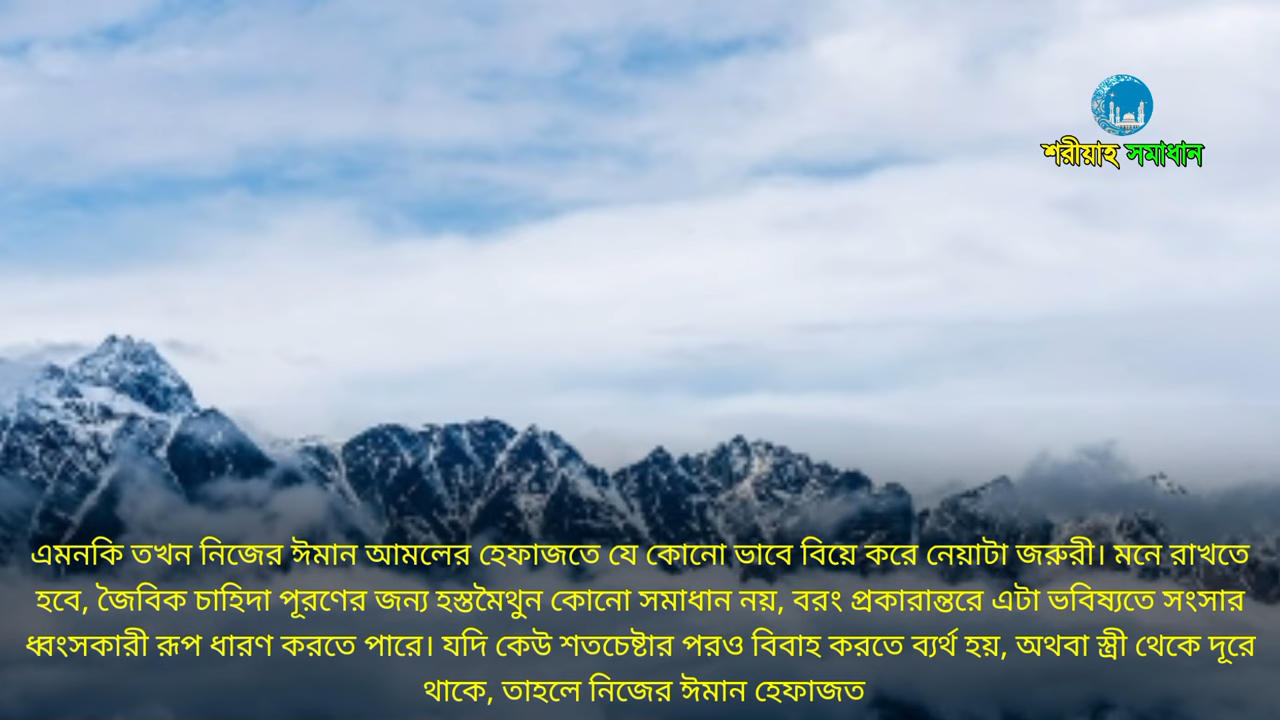 শরীয়াহ সমাধান
এমনকি তখন নিজের ঈমান আমলের হেফাজতে যে কোনো ভাবে বিয়ে করে নেয়াটা জরুরী। মনে রাখতে
হবে, জৈবিক চাহিদা পূরণের জন্য হস্তমৈথুন কোনো সমাধান নয়, বরং প্রকারান্তরে এটা ভবিষ্যতে সংসার
ধ্বংসকারী রূপ ধারণ করতে পারে। যদি কেউ শতচেষ্টার পরও বিবাহ করতে ব্যর্থ হয়, অথবা স্ত্রী থেকে দূরে
থাকে, তাহলে নিজের ঈমান হেফাজত